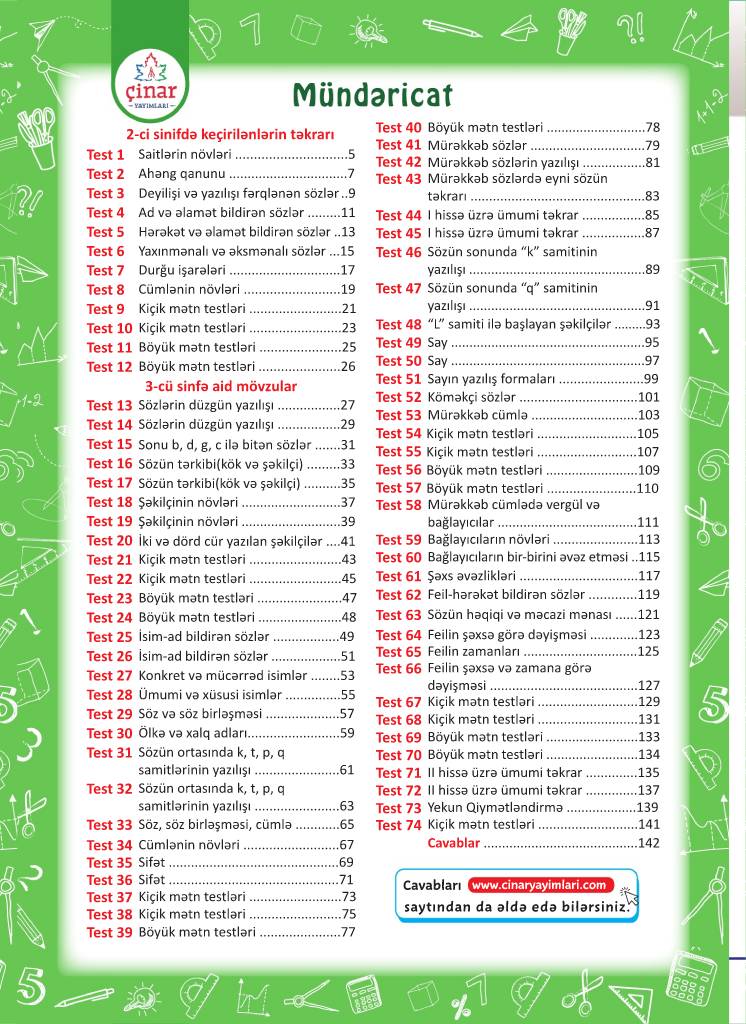 çinar
YAYIMLARI
Mündəricat
2-ci sinifdə keçirilənlərin təkrarı
Test 1 Saitlərin növləri ................................5
Test 2 Ahəng qanunu ...............................7
Test 3 Deyilişi və yazılışı fərqlənən sözlər ..9
Test 4 Ad və əlamət bildirən sözlər .........11
Test 5 Hərəkət və əlamət bildirən sözlər ..13
Test 6 Yaxınmənalı və əksmənalı sözlər ...15
Test 7 Durğu işarələri .............................17
Test 8 Cümlənin növləri .........................19
Test 9 Kiçik mətn testləri .........................21
Test 10 Kiçik mətn testləri .........................23
Test 11 Böyük mətn testləri ......................25
Test 12 Böyük mətn testləri ......................26
3-cü sinfə aid mövzular
Test 13 Sözlərin düzgün yazılışı .................27
Test 14 Sözlərin düzgün yazılışı .................29
Test 15 Sonu b, d, g, c ilə bitən sözlər .......31
Test 16 Sözün tərkibi(kök və şəkilçi) .........33
Test 17 Sözün tərkibi(kök və şəkilçi) ..........35
Test 18 Şəkilçinin növləri ..........................37
Test 19 Şəkilçinin növləri ..........................39
Test 20 İki və dörd cür yazılan şəkilçilər ....41
Test 21 Kiçik mətn testləri .........................43
Test 22 Kiçik mətn testləri .........................45
Test 23 Böyük mətn testləri ......................47
Test 24 Böyük mətn testləri ......................48
Test 25 İsim-ad bildirən sözlər ..................49
Test 26 İsim-ad bildirən sözlər ..................51
Test 27 Konkret və mücərrəd isimlər ........53
Test 28 Ümumi və xüsusi isimlər ...............55
Test 29 Söz və söz birləşməsi ....................57
Test 30 Ölkə və xalq adları.........................59
Test 31 Sözün ortasında k, t, p, q
samitlərinin yazılışı .......................61
Test 32 Sözün ortasında k, t, p, q
samitlərinin yazılışı .......................63
Test 33 Söz, söz birləşməsi, cümlə ............65
Test 34 Cümlənin növləri .........................67
Test 35 Sifət .............................................69
Test 36 Sifət .............................................71
Test 37 Kiçik mətn testləri .........................73
Test 38 Kiçik mətn testləri .........................75
Test 39 Böyük mətn testləri ......................77
Test 40 Böyük mətn testləri ..........................78
Test 41 Mürəkkəb sözlər ..............................79
Test 42 Mürəkkəb sözlərin yazılışı .................81
Test 43 Mürəkkəb sözlərdə eyni sözün
təkrarı ..............................................83
Test 44 I hissə üzrə ümumi təkrar ................85
Test 45 I hissə üzrə ümumi təkrar ................87
Test 46 Sözün sonunda “k” samitinin
yazılışı ..............................................89
Test 47 Sözün sonunda “q” samitinin
yazılışı ..............................................91
Test 48 “L” samiti ilə başlayan şəkilçilər ........93
Test 49 Say ...................................................95
Test 50 Say ...................................................97
Test 51 Sayın yazılış formaları ......................99
Test 52 Köməkçi sözlər ................................101
Test 53 Mürəkkəb cümlə ............................103
Test 54 Kiçik mətn testləri ..........................105
Test 55 Kiçik mətn testləri ..........................107
Test 56 Böyük mətn testləri ........................109
Test 57 Böyük mətn testləri ........................110
Test 58 Mürəkkəb cümlədə vergül və
bağlayıcılar .....................................111
Test 59 Bağlayıcıların növləri ......................113
Test 60 Bağlayıcıların bir-birini əvəz etməsi ..115
Test 61 Şəxs əvəzlikləri ...............................117
Test 62 Feil-hərəkət bildirən sözlər .............119
Test 63 Sözün həqiqi və məcazi mənası ......121
Test 64 Feilin şəxsə görə dəyişməsi .............123
Test 65 Feilin zamanları ..............................125
Test 66 Feilin şəxsə və zamana görə
dəyişməsi .......................................127
Test 67 Kiçik mətn testləri ..........................129
Test 68 Kiçik mətn testləri ..........................131
Test 69 Böyük mətn testləri ........................133
Test 70 Böyük mətn testləri ........................134
Test 71 II hissə üzrə ümumi təkrar ..............135
Test 72 II hissə üzrə ümumi təkrar ..............137
Test 73 Yekun Qiymətləndirmə ...................139
Test 74 Kiçik mətn testləri ..........................141
Cavablar ........................................142
Cavabları www.cinaryayimlari.com
saytından da əldə edə bilərsiniz.